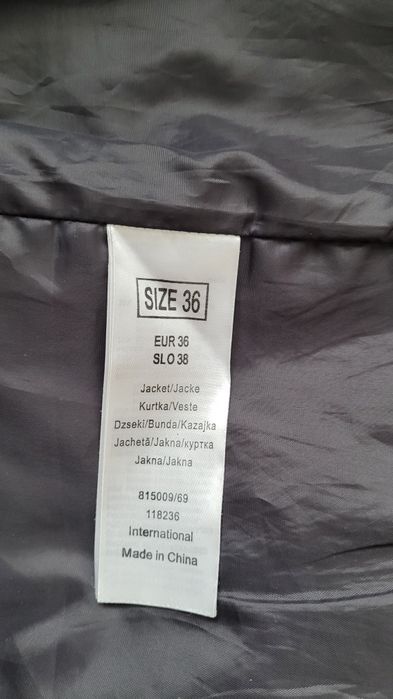 SIZE 36
EUR 36
SLO 38
Jacket/Jacke
Kurtka/Veste
Dzseki/Bunda/Kazajka
Jachetă/Jakna/куртка
Jakna/Jakna
815009/69
118236
International
Made in China